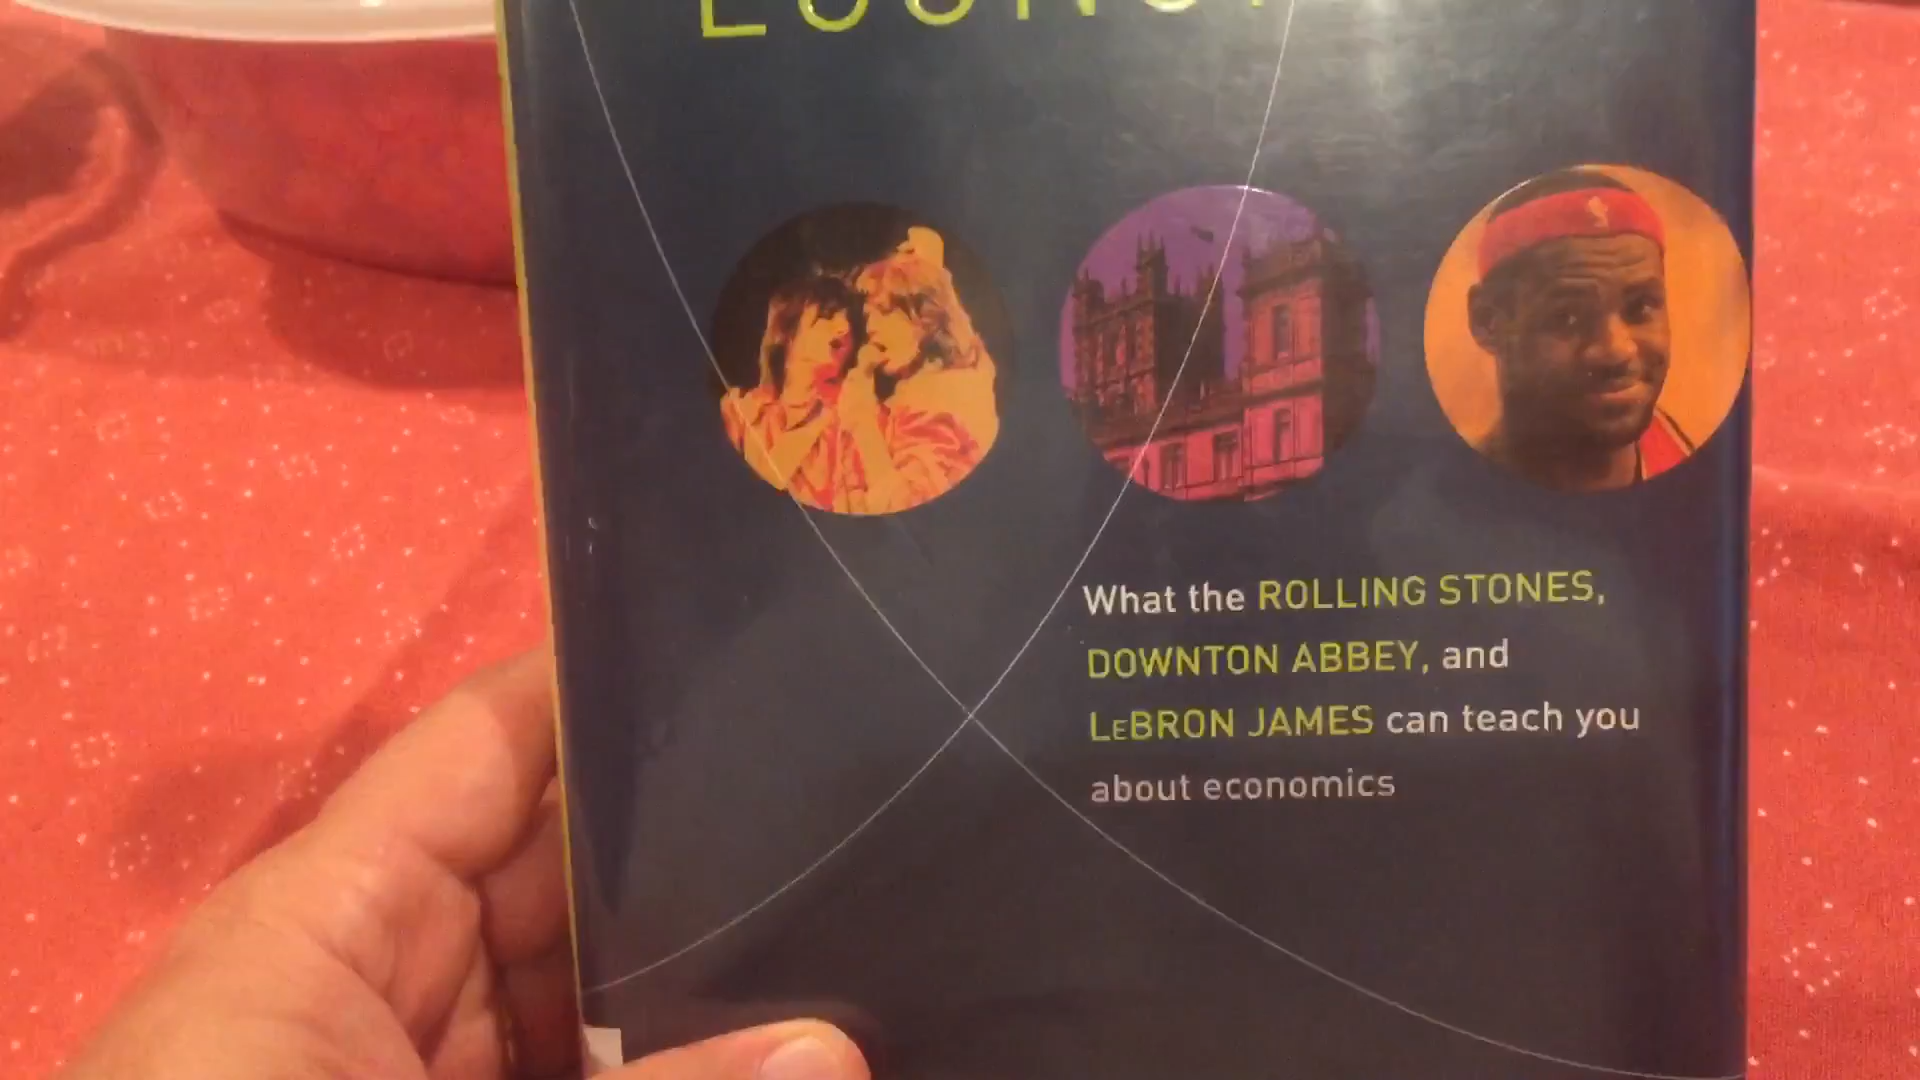 What the ROLLING STONES,
DOWNTON ABBEY, and
LeBRON JAMES can teach you
about economics